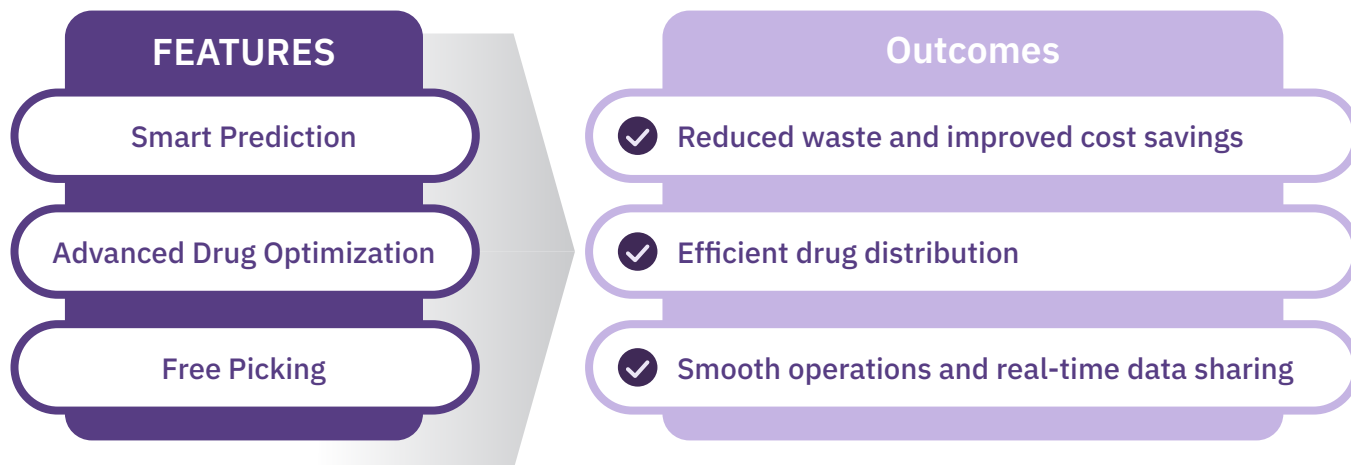 FEATURES
Smart Prediction
Advanced Drug Optimization
Free Picking
Outcomes
Reduced waste and improved cost savings
Efficient drug distribution
Smooth operations and real-time data sharing